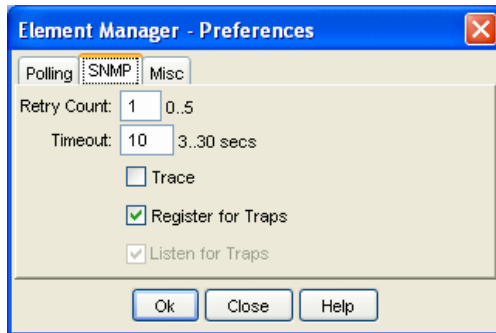 Element Manager - Preferences
Polling SNMP Misc
Retry Count: 1 0..5
Timeout: 10 3..30 secs
Trace
Register for Traps
Listen for Traps
Ok Close Help